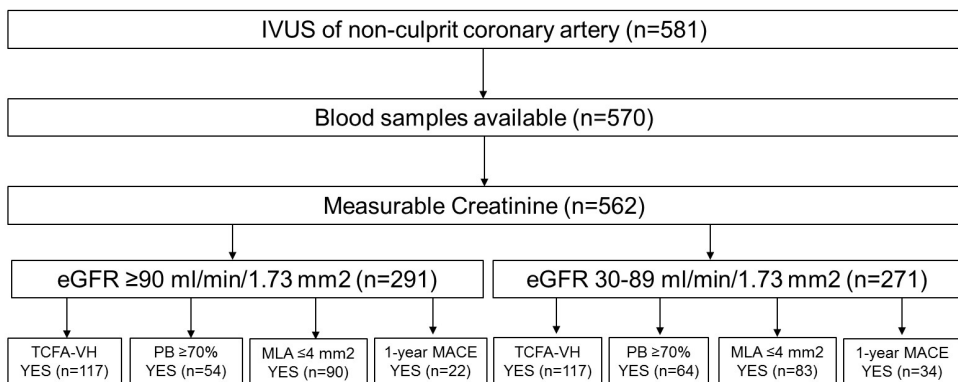 IVUS of non-culprit coronary artery (n=581)
Blood samples available (n=570)
Measurable Creatinine (n=562)
eGFR ≥90 ml/min/1.73 mm2 (n=291)
eGFR 30-89 ml/min/1.73 mm2 (n=271)
TCFA-VH
YES (n=117)
PB ≥70%
YES (n=54)
MLA ≤4 mm2
YES (n=90)
1-year MACE
YES (n=22)
TCFA-VH
YES (n=117)
PB ≥70%
YES (n=64)
MLA ≤4 mm2
YES (n=83)
1-year MACE
YES (n=34)